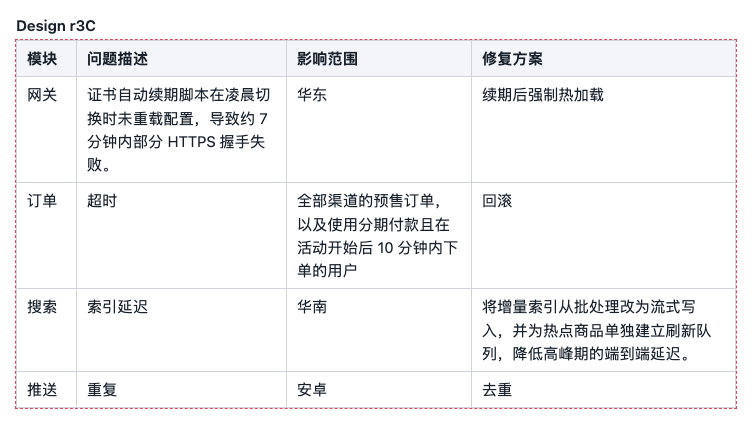 Design r3C
模块 问题描述 影响范围 修复方案
网关 证书自动续期脚本在凌晨切 华东 续期后强制热加载
换时未重载配置，导致约 7
分钟内部分 HTTPS 握手失
败。
订单 超时 全部渠道的预售订单， 回滚
以及使用分期付款且在
活动开始后 10 分钟内下
单的用户
搜索 索引延迟 华南 将增量索引从批处理改为流式写
入，并为热点商品单独建立刷新队
列，降低高峰期的端到端延迟。
推送 重复 安卓 去重